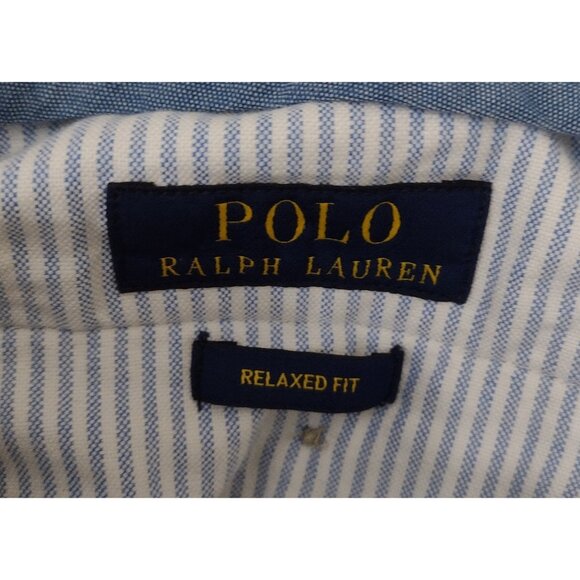 POLO
RALPH LAUREN
RELAXED FIT